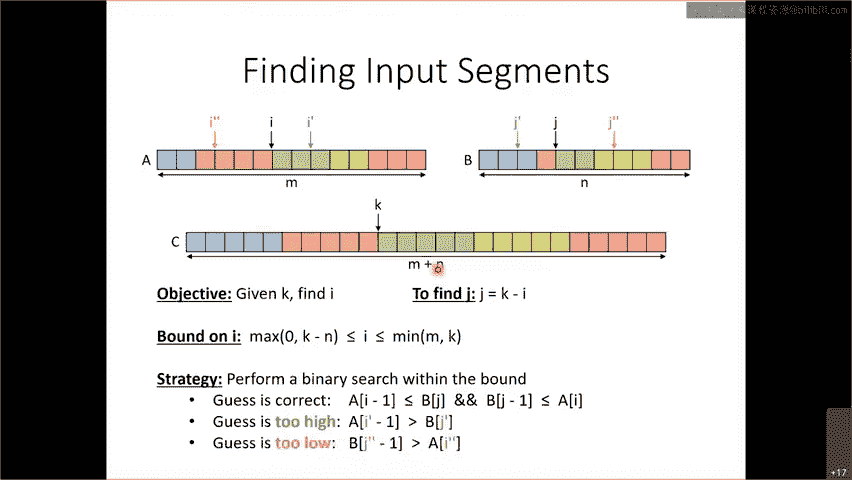 Finding Input Segments
i'' i i' j' j j''
A B
m n
k
C
m + n
Objective: Given k, find i To find j: j = k - i
Bound on i: max(0, k - n) ≤ i ≤ min(m, k)
Strategy: Perform a binary search within the bound
• Guess is correct: A[i - 1] ≤ B[j] && B[j - 1] ≤ A[i]
• Guess is too high: A[i' - 1] > B[j']
• Guess is too low: B[j'' - 1] > A[i'']
+17